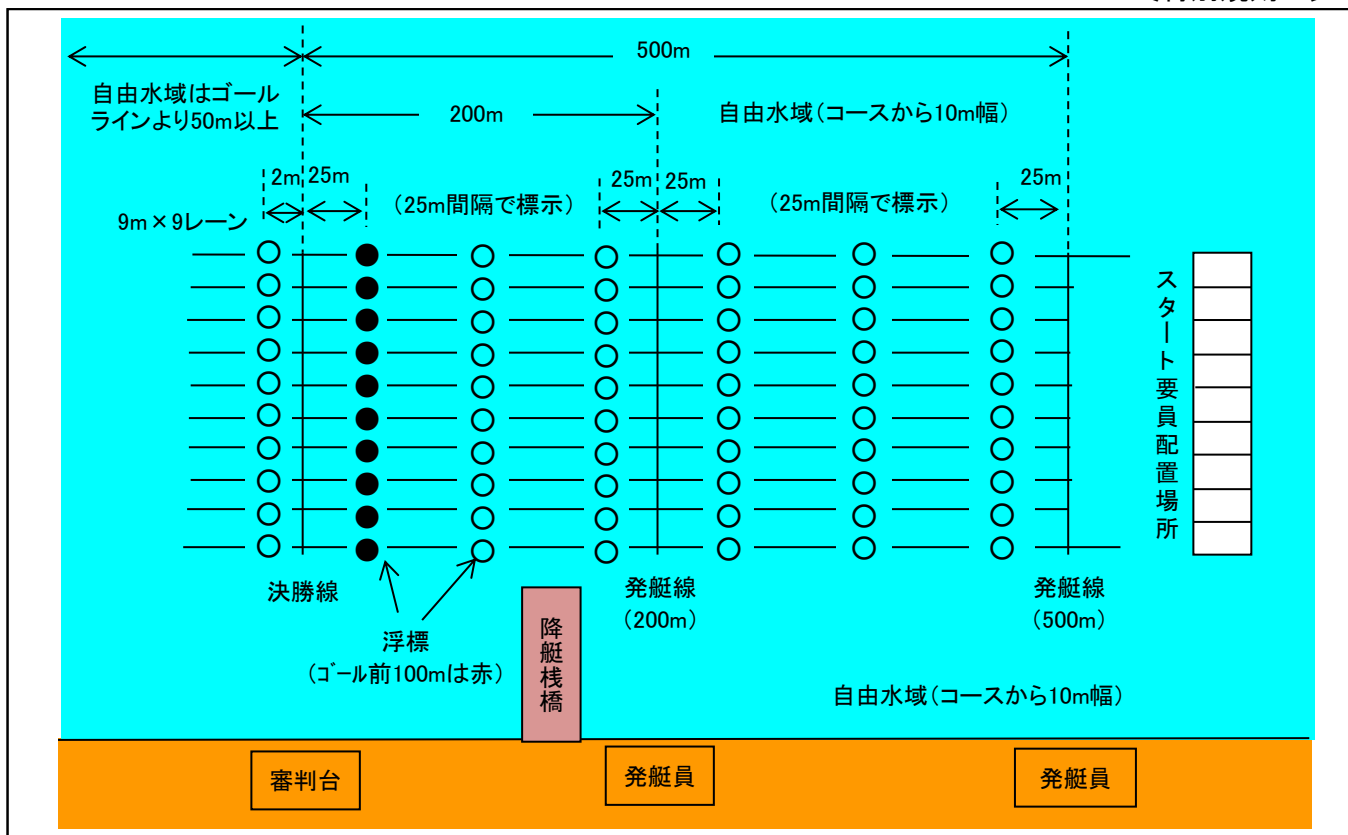 500m
自由水域はゴール
ラインより50m以上
200m
自由水域(コースから10m幅)
2m
25m
(25m間隔で標示)
25m
25m
(25m間隔で標示)
25m
9m×9レーン
スタート要員配置場所
決勝線
発艇線
(200m)
発艇線
(500m)
浮標
(ゴール前100mは赤)
降艇桟橋
自由水域(コースから10m幅)
審判台
発艇員
発艇員